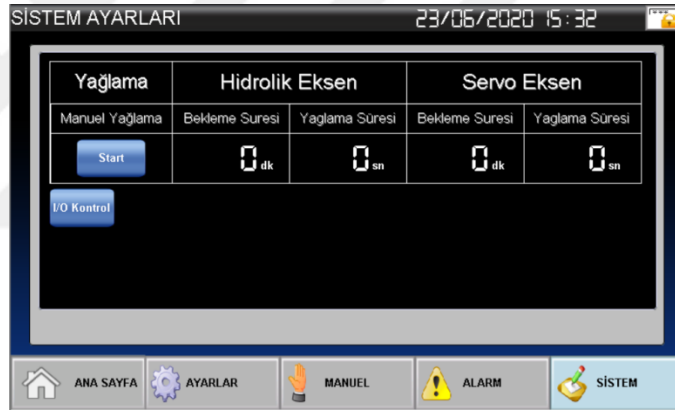 SİSTEM AYARLARI 23/06/2020 15:32
Yağlama Hidrolik Eksen Servo Eksen
Manuel Yağlama Bekleme Suresi Yaglama Süresi Bekleme Suresi Yaglama Süresi
Start 0 dk 0 sn 0 dk 0 sn
I/O Kontrol
ANA SAYFA AYARLAR MANUEL ALARM SİSTEM